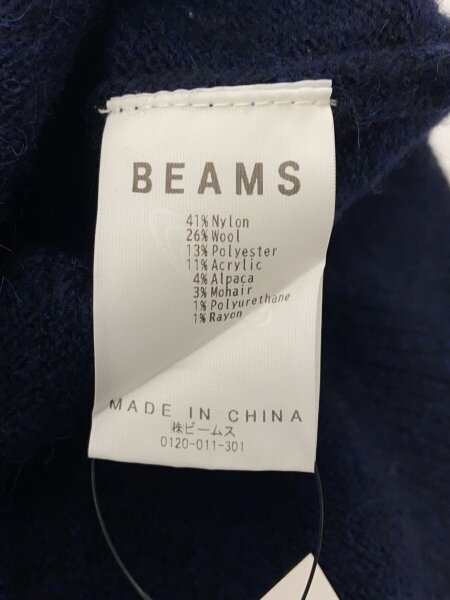 BEAMS
41% Nylon
26% Wool
13% Polyester
11% Acrylic
4% Alpaca
3% Mohair
1% Polyurethane
1% Rayon
MADE IN CHINA
株ビームス
0120-011-301